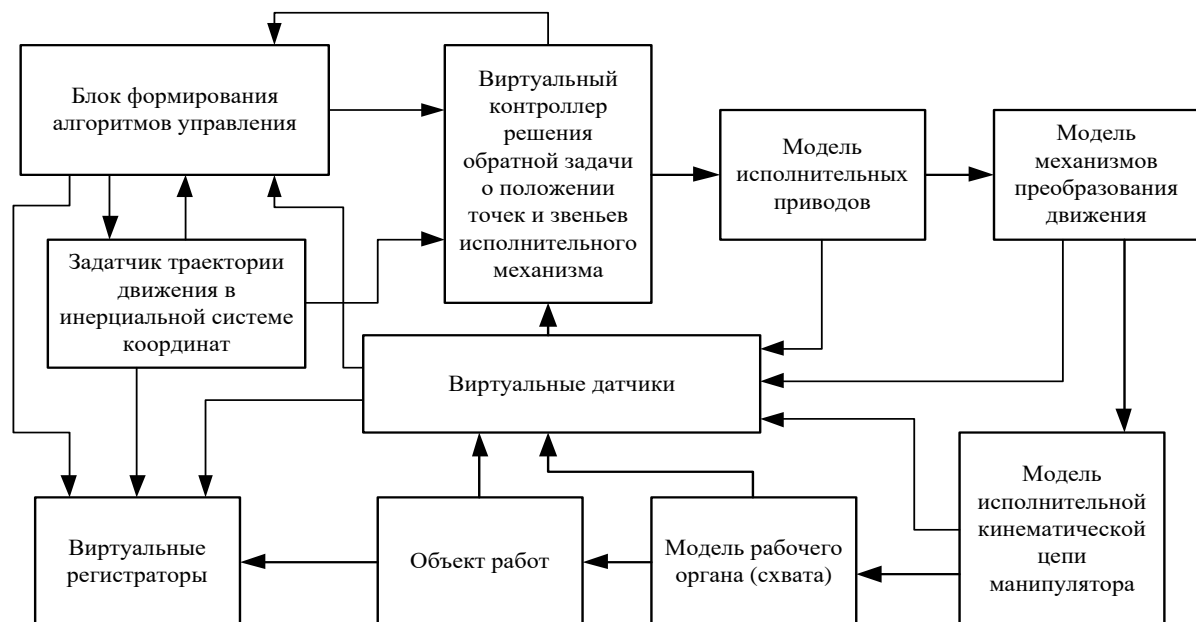 Блок формирования
алгоритмов управления
Виртуальный
контроллер
решения
обратной задачи
о положении
точек и звеньев
исполнительного
механизма
Модель
исполнительных
приводов
Модель
механизмов
преобразования
движения
Задатчик траектории
движения в
инерциальной системе
координат
Виртуальные датчики
Виртуальные
регистраторы
Объект работ
Модель рабочего
органа (схвата)
Модель
исполнительной
кинематической
цепи
манипулятора